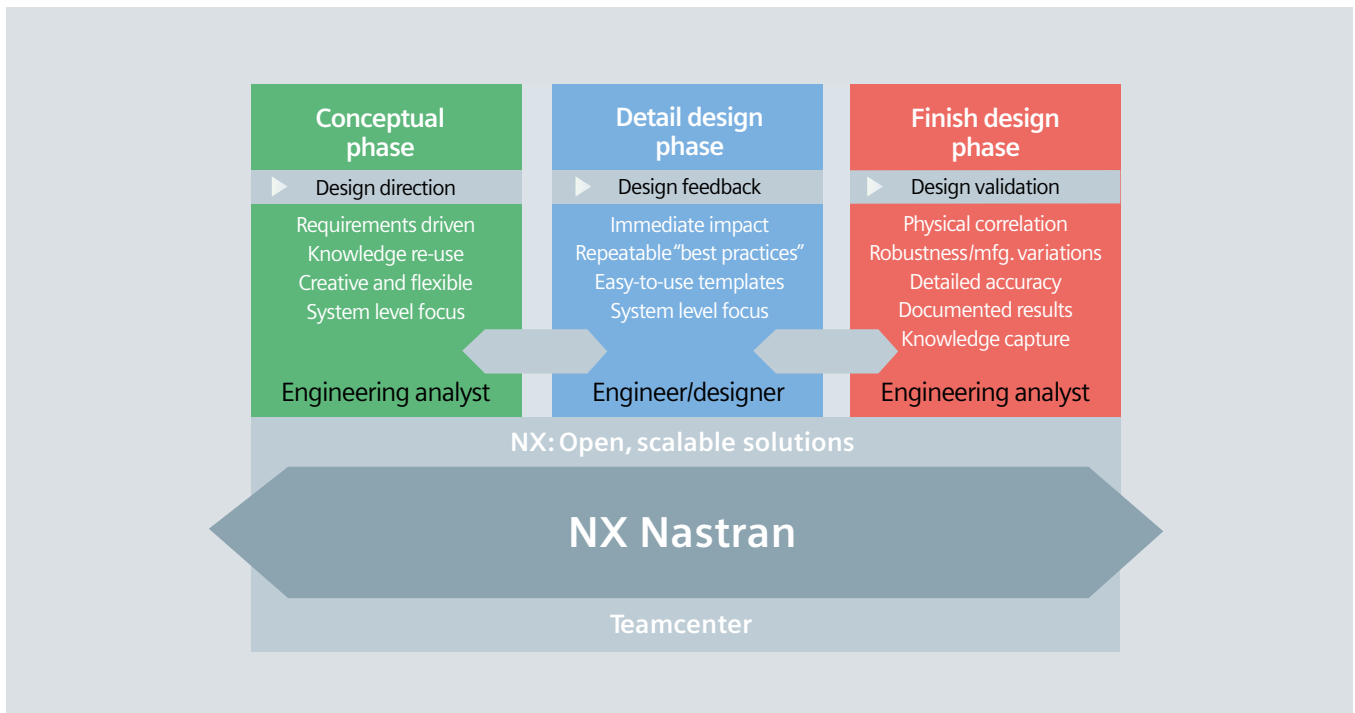 Conceptual
phase
Design direction
Requirements driven
Knowledge re-use
Creative and flexible
System level focus
Engineering analyst
Detail design
phase
Design feedback
Immediate impact
Repeatable “best practices”
Easy-to-use templates
System level focus
Engineer/designer
Finish design
phase
Design validation
Physical correlation
Robustness/mfg. variations
Detailed accuracy
Documented results
Knowledge capture
Engineering analyst
NX: Open, scalable solutions
NX Nastran
Teamcenter